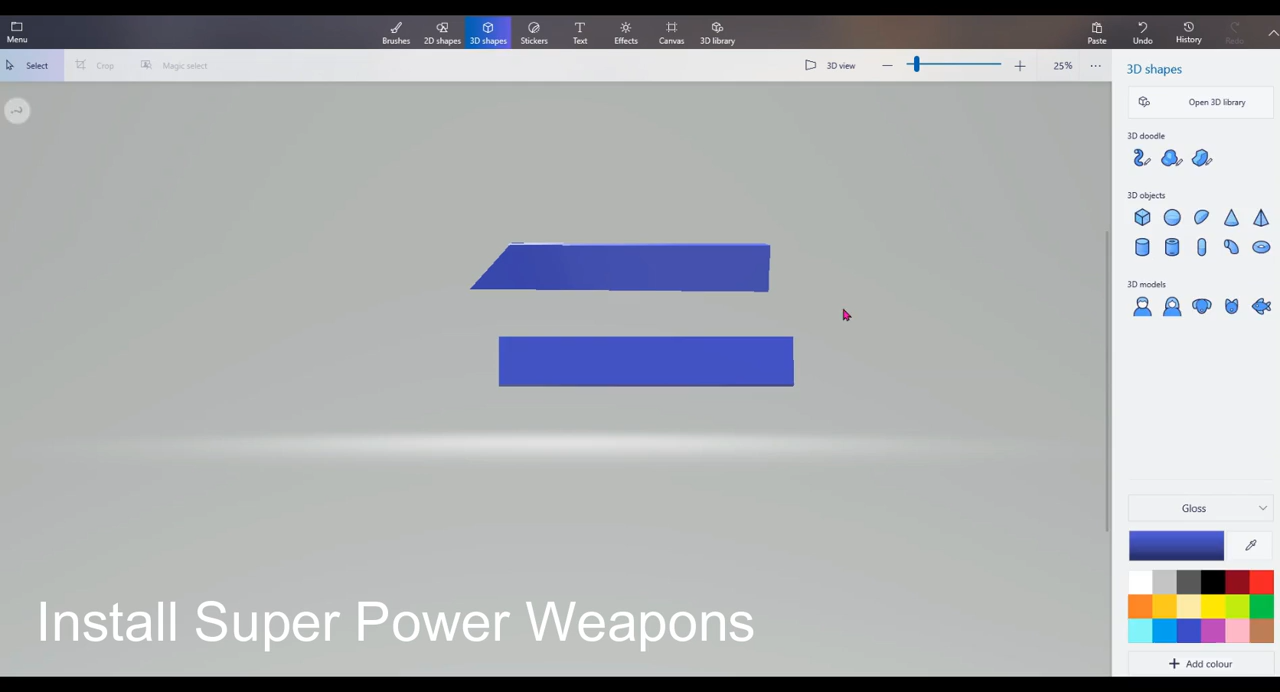 Menu
Brushes
2D shapes
3D shapes
Stickers
Text
Effects
Canvas
3D library
Paste
Undo
History
Redo
Select
Crop
Magic select
3D view
25%
3D shapes
Open 3D library
3D doodle
3D objects
3D models
Gloss
Add colour
Install Super Power Weapons